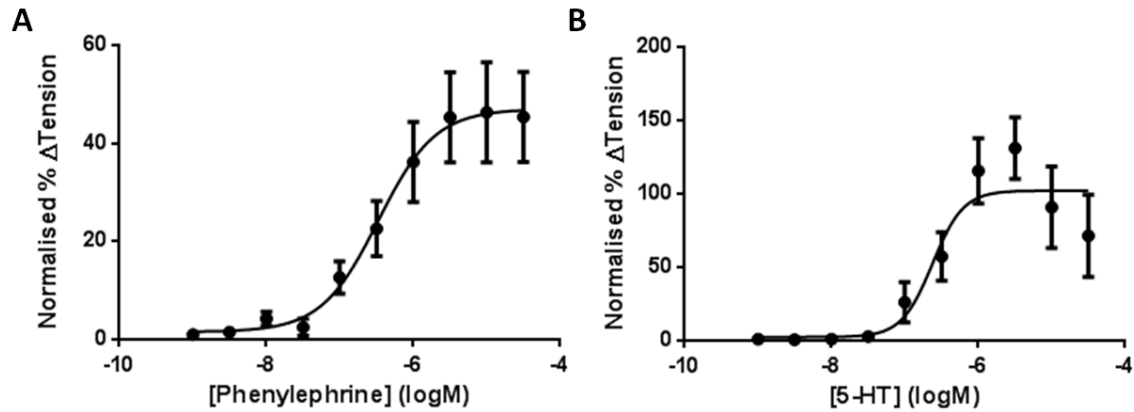 A
Normalised % ΔTension
60
40
20
0
-10
-8
-6
-4
[Phenylephrine] (logM)
B
Normalised % ΔTension
200
150
100
50
0
-10
-8
-6
-4
[5-HT] (logM)